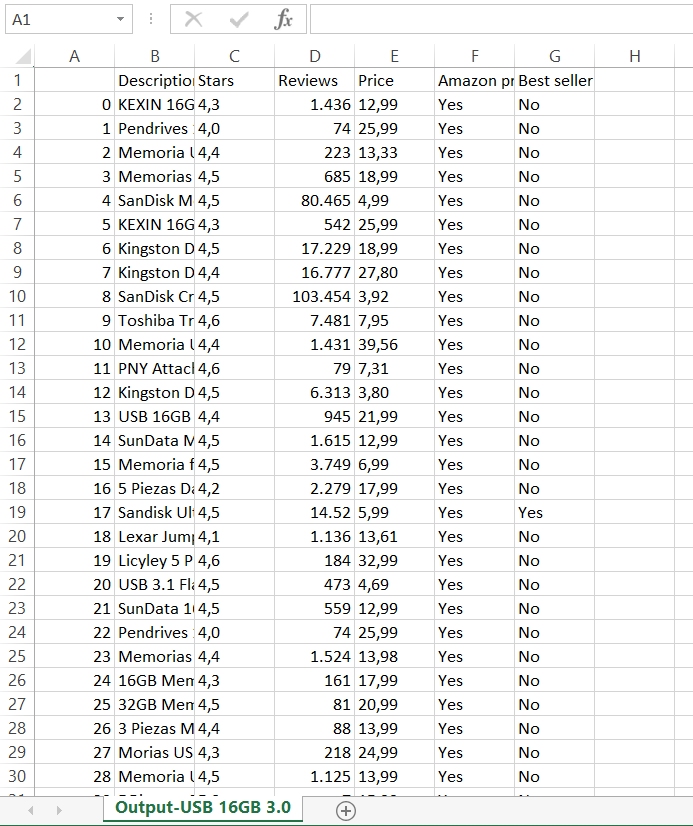 A1 fx
A B C D E F G H
1 Description Stars Reviews Price Amazon pr Best seller
2 0 KEXIN 16G 4,3 1.436 12,99 Yes No
3 1 Pendrives 4,0 74 25,99 Yes No
4 2 Memoria U 4,4 223 13,33 Yes No
5 3 Memorias 4,5 685 18,99 Yes No
6 4 SanDisk M 4,5 80.465 4,99 Yes No
7 5 KEXIN 16G 4,3 542 25,99 Yes No
8 6 Kingston D 4,5 17.229 18,99 Yes No
9 7 Kingston D 4,4 16.777 27,80 Yes No
10 8 SanDisk Cr 4,5 103.454 3,92 Yes No
11 9 Toshiba Tr 4,6 7.481 7,95 Yes No
12 10 Memoria U 4,4 1.431 39,56 Yes No
13 11 PNY Attach 4,6 79 7,31 Yes No
14 12 Kingston D 4,5 6.313 3,80 Yes No
15 13 USB 16GB 4,4 945 21,99 Yes No
16 14 SunData M 4,5 1.615 12,99 Yes No
17 15 Memoria f 4,5 3.749 6,99 Yes No
18 16 5 Piezas Da 4,2 2.279 17,99 Yes No
19 17 Sandisk Ult 4,5 14.52 5,99 Yes Yes
20 18 Lexar Jump 4,1 1.136 13,61 Yes No
21 19 Licyley 5 P 4,6 184 32,99 Yes No
22 20 USB 3.1 Fla 4,5 473 4,69 Yes No
23 21 SunData 16 4,5 559 12,99 Yes No
24 22 Pendrives 4,0 74 25,99 Yes No
25 23 Memorias 4,4 1.524 13,98 Yes No
26 24 16GB Mem 4,3 161 17,99 Yes No
27 25 32GB Mem 4,5 81 20,99 Yes No
28 26 3 Piezas M 4,4 88 13,99 Yes No
29 27 Morias US 4,3 218 24,99 Yes No
30 28 Memoria U 4,5 1.125 13,99 Yes No
Output-USB 16GB 3.0